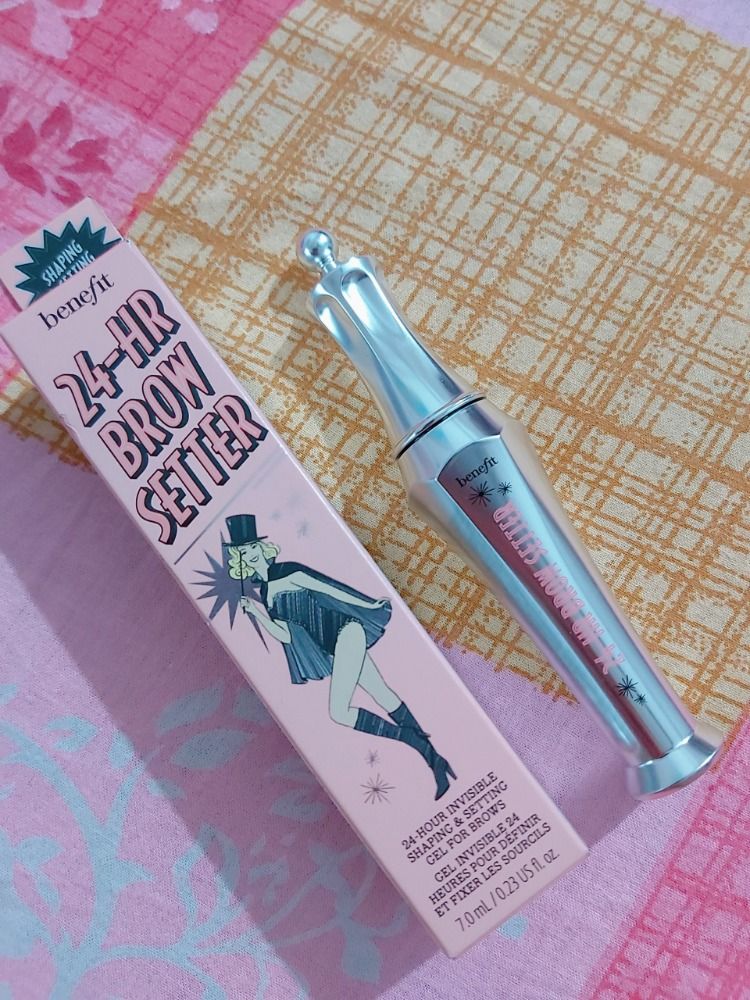 SHAPING
benefit
24-HR
BROW
SETTER
24-HOUR INVISIBLE
SHAPING & SETTING
GEL FOR BROWS
GEL INVISIBLE 24
HEURES POUR DÉFINIR
ET FIXER LES SOURCILS
7.0 mL / 0.23 US fl. oz
benefit
24-HR BROW SETTER